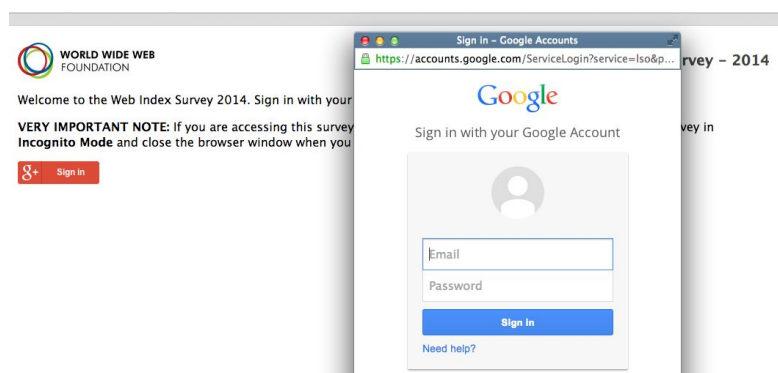 WORLD WIDE WEB
FOUNDATION
rvey – 2014
Welcome to the Web Index Survey 2014. Sign in with your
VERY IMPORTANT NOTE: If you are accessing this survey
vey in
Incognito Mode and close the browser window when you
g+ Sign in
Sign in – Google Accounts
https://accounts.google.com/ServiceLogin?service=lso&p...
Google
Sign in with your Google Account
Email
Password
Sign in
Need help?